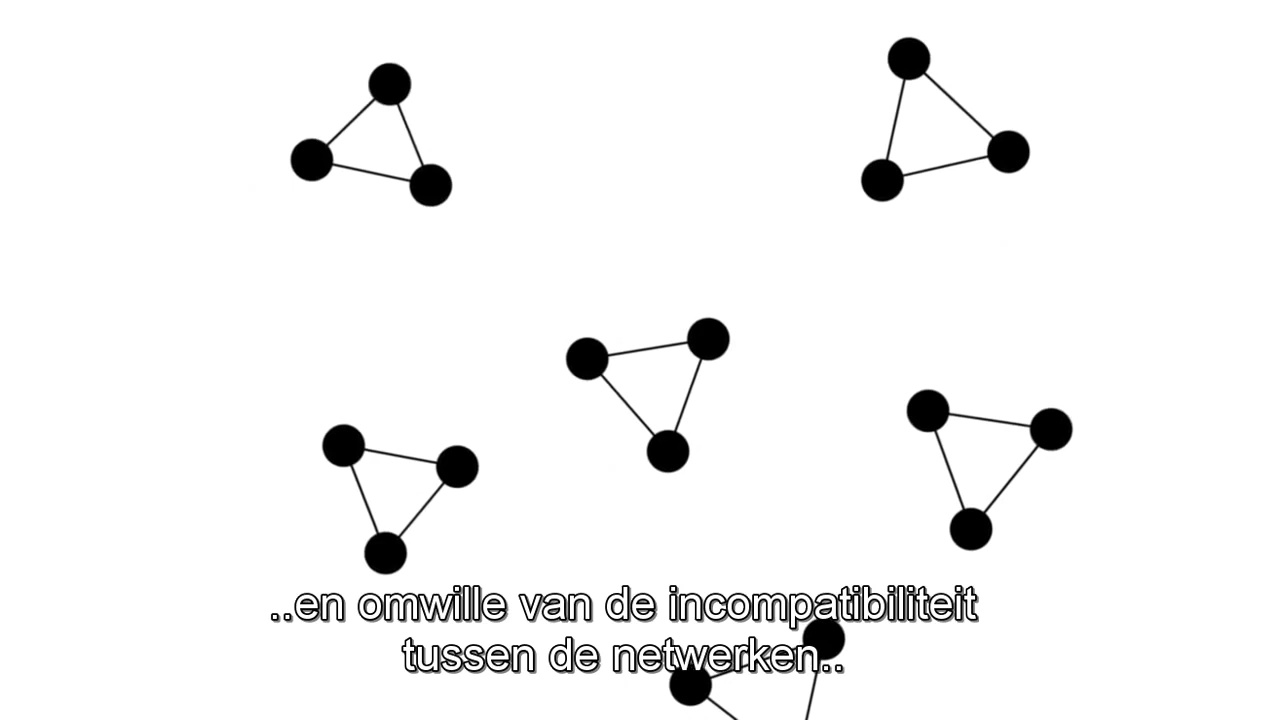 ..en omwille van de incompatibiliteit
tussen de netwerken..